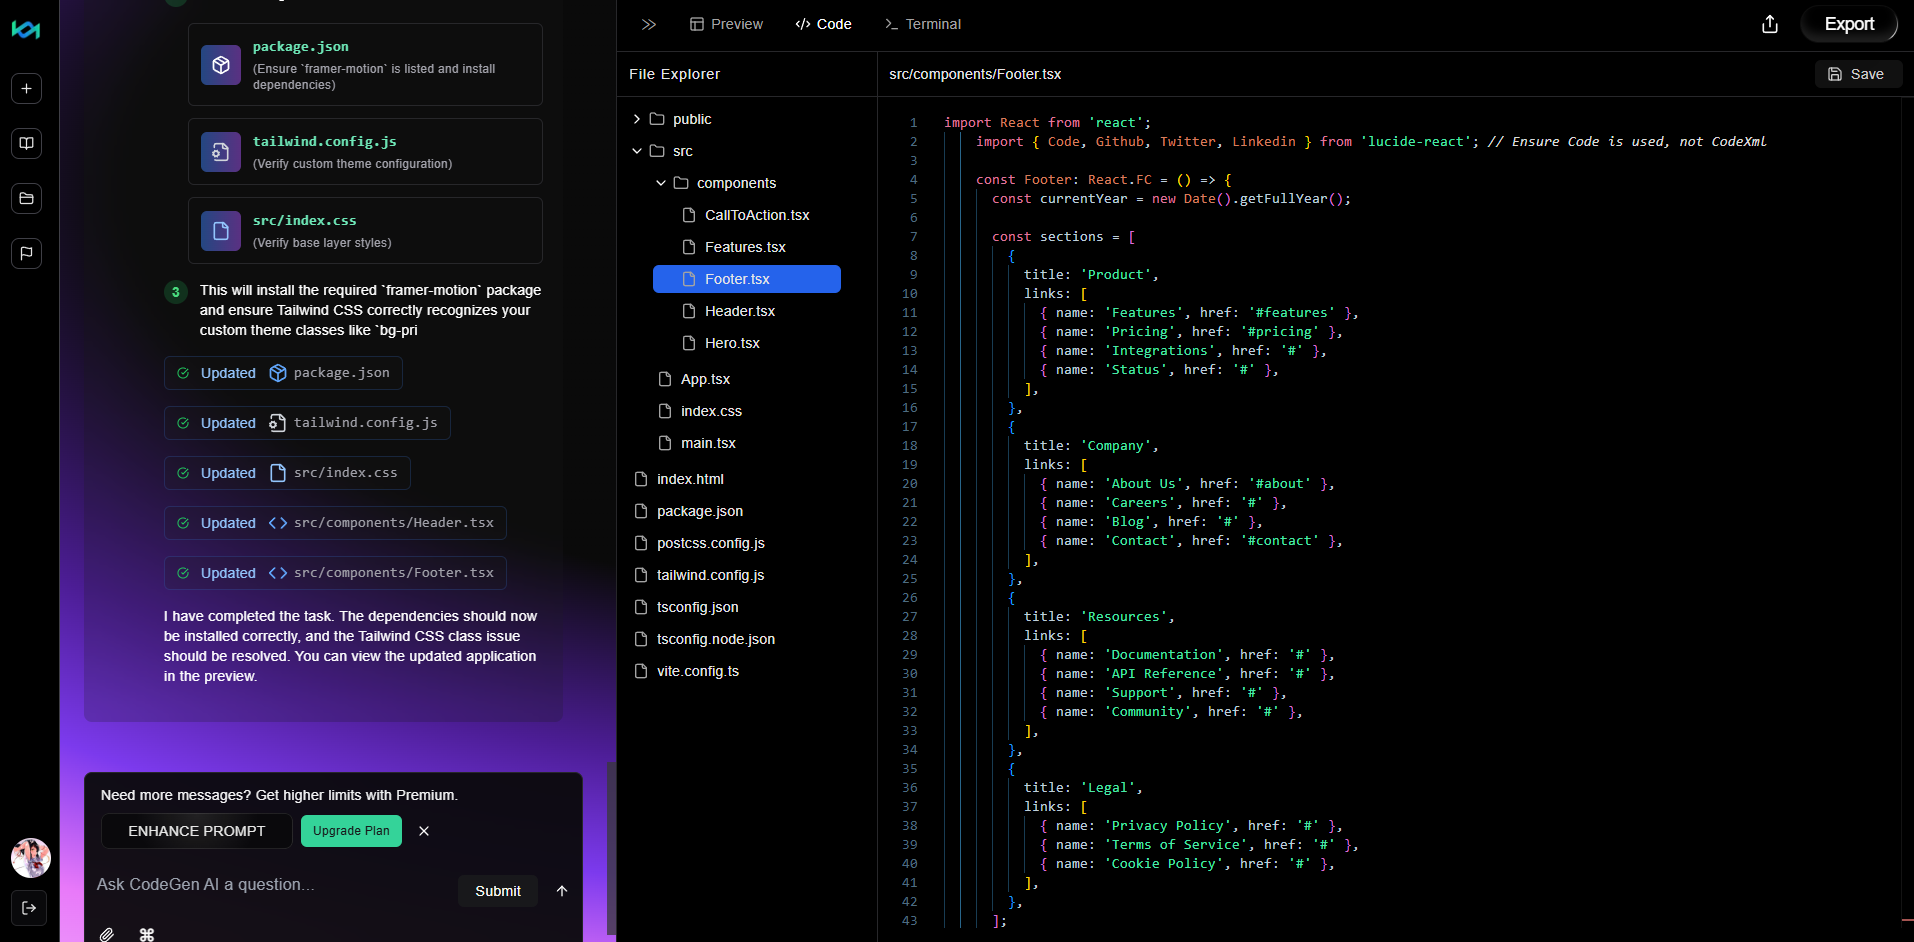 package.json
(Ensure `framer-motion` is listed and install
dependencies)
tailwind.config.js
(Verify custom theme configuration)
src/index.css
(Verify base layer styles)
3
This will install the required `framer-motion` package
and ensure Tailwind CSS correctly recognizes your
custom theme classes like `bg-pri
Updated package.json
Updated tailwind.config.js
Updated src/index.css
Updated src/components/Header.tsx
Updated src/components/Footer.tsx
I have completed the task. The dependencies should now
be installed correctly, and the Tailwind CSS class issue
should be resolved. You can view the updated application
in the preview.
Need more messages? Get higher limits with Premium.
ENHANCE PROMPT
Upgrade Plan
Ask CodeGen AI a question...
Submit
Preview
Code
Terminal
Export
File Explorer
public
src
components
CallToAction.tsx
Features.tsx
Footer.tsx
Header.tsx
Hero.tsx
App.tsx
index.css
main.tsx
index.html
package.json
postcss.config.js
tailwind.config.js
tsconfig.json
tsconfig.node.json
vite.config.ts
src/components/Footer.tsx
Save
1 import React from 'react';
2 import { Code, Github, Twitter, Linkedin } from 'lucide-react'; // Ensure Code is used, not CodeXml
3
4 const Footer: React.FC = () => {
5 const currentYear = new Date().getFullYear();
6
7 const sections = [
8 {
9 title: 'Product',
10 links: [
11 { name: 'Features', href: '#features' },
12 { name: 'Pricing', href: '#pricing' },
13 { name: 'Integrations', href: '#' },
14 { name: 'Status', href: '#' },
15 ],
16 },
17 {
18 title: 'Company',
19 links: [
20 { name: 'About Us', href: '#about' },
21 { name: 'Careers', href: '#' },
22 { name: 'Blog', href: '#' },
23 { name: 'Contact', href: '#contact' },
24 ],
25 },
26 {
27 title: 'Resources',
28 links: [
29 { name: 'Documentation', href: '#' },
30 { name: 'API Reference', href: '#' },
31 { name: 'Support', href: '#' },
32 { name: 'Community', href: '#' },
33 ],
34 },
35 {
36 title: 'Legal',
37 links: [
38 { name: 'Privacy Policy', href: '#' },
39 { name: 'Terms of Service', href: '#' },
40 { name: 'Cookie Policy', href: '#' },
41 ],
42 },
43 ];